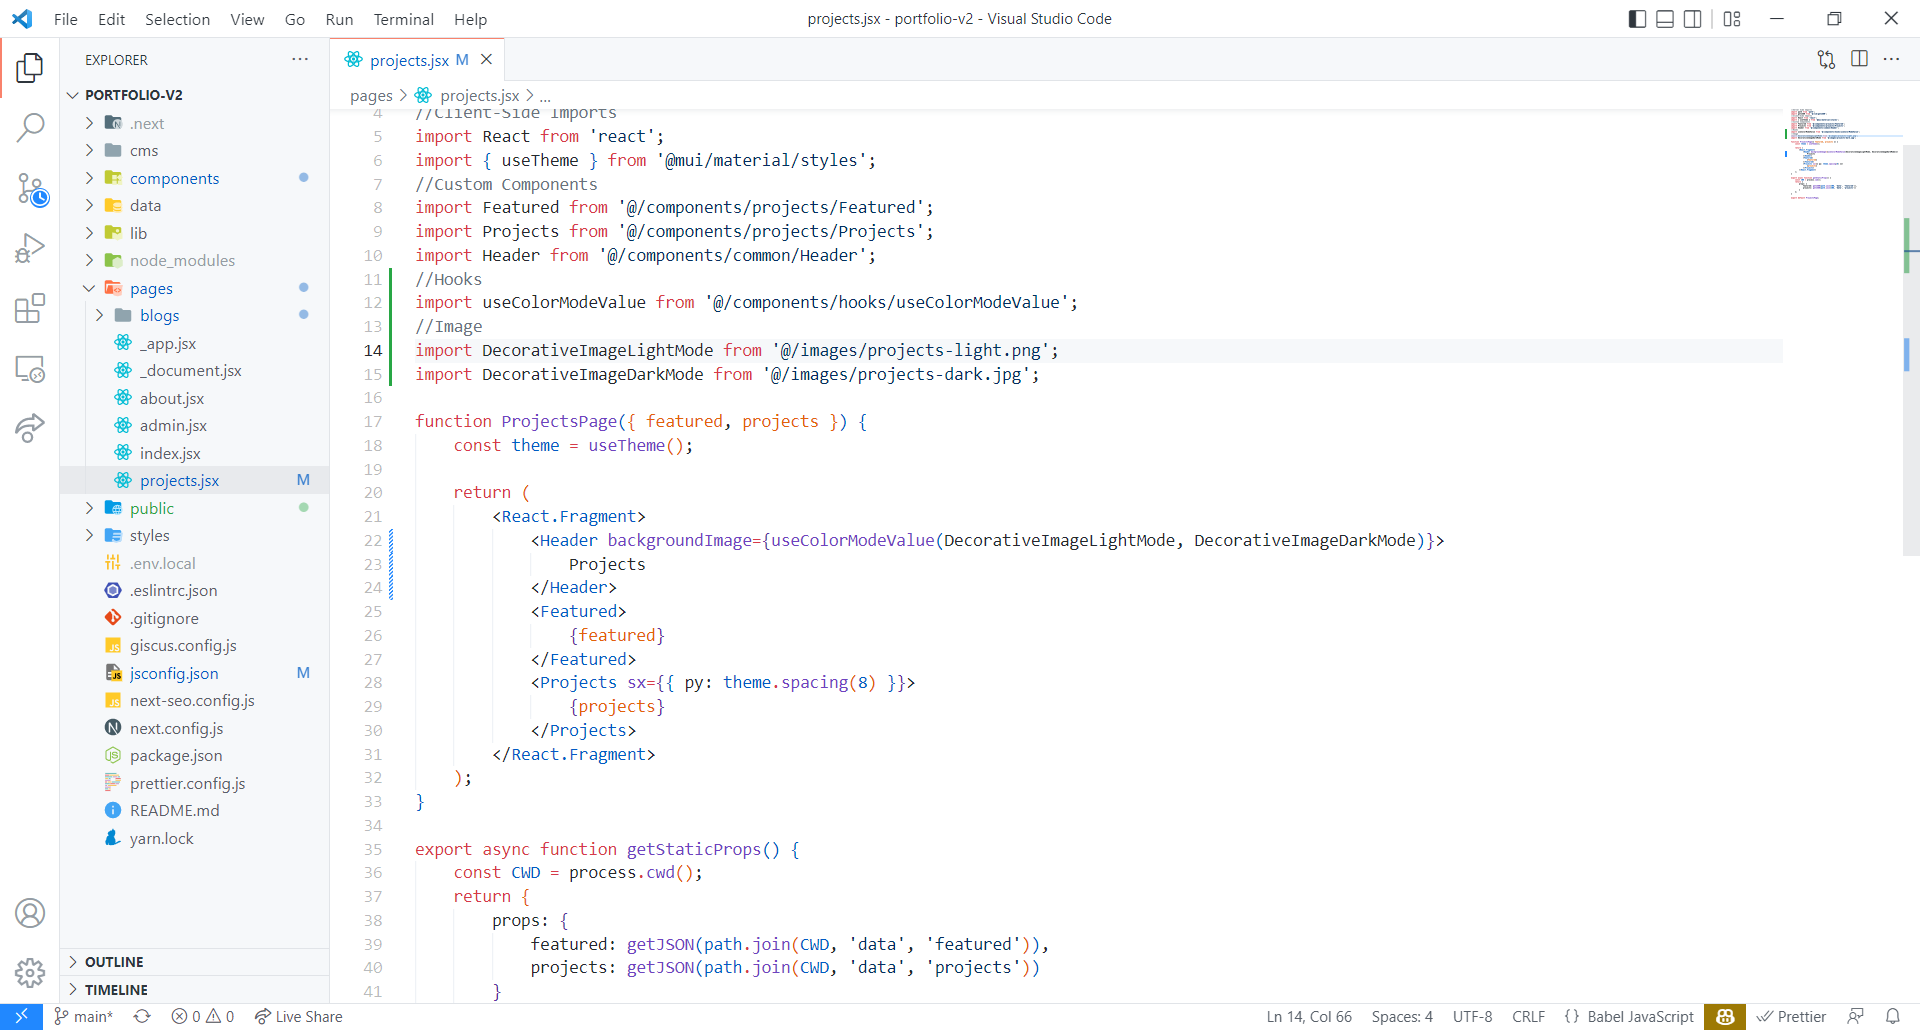 File Edit Selection View Go Run Terminal Help
projects.jsx - portfolio-v2 - Visual Studio Code
EXPLORER
PORTFOLIO-V2
.next
cms
components
data
lib
node_modules
pages
blogs
_app.jsx
_document.jsx
about.jsx
admin.jsx
index.jsx
projects.jsx M
public
styles
.env.local
.eslintrc.json
.gitignore
giscus.config.js
jsconfig.json M
next-seo.config.js
next.config.js
package.json
prettier.config.js
README.md
yarn.lock
OUTLINE
TIMELINE
projects.jsx M
pages > projects.jsx > ...
4 //Client-Side Imports
5 import React from 'react';
6 import { useTheme } from '@mui/material/styles';
7 //Custom Components
8 import Featured from '@/components/projects/Featured';
9 import Projects from '@/components/projects/Projects';
10 import Header from '@/components/common/Header';
11 //Hooks
12 import useColorModeValue from '@/components/hooks/useColorModeValue';
13 //Image
14 import DecorativeImageLightMode from '@/images/projects-light.png';
15 import DecorativeImageDarkMode from '@/images/projects-dark.jpg';
16
17 function ProjectsPage({ featured, projects }) {
18 const theme = useTheme();
19
20 return (
21 <React.Fragment>
22 <Header backgroundImage={useColorModeValue(DecorativeImageLightMode, DecorativeImageDarkMode)}>
23 Projects
24 </Header>
25 <Featured>
26 {featured}
27 </Featured>
28 <Projects sx={{ py: theme.spacing(8) }}>
29 {projects}
30 </Projects>
31 </React.Fragment>
32 );
33 }
34
35 export async function getStaticProps() {
36 const CWD = process.cwd();
37 return {
38 props: {
39 featured: getJSON(path.join(CWD, 'data', 'featured')),
40 projects: getJSON(path.join(CWD, 'data', 'projects'))
41 }
main* 0 0 Live Share
Ln 14, Col 66 Spaces: 4 UTF-8 CRLF {} Babel JavaScript Prettier